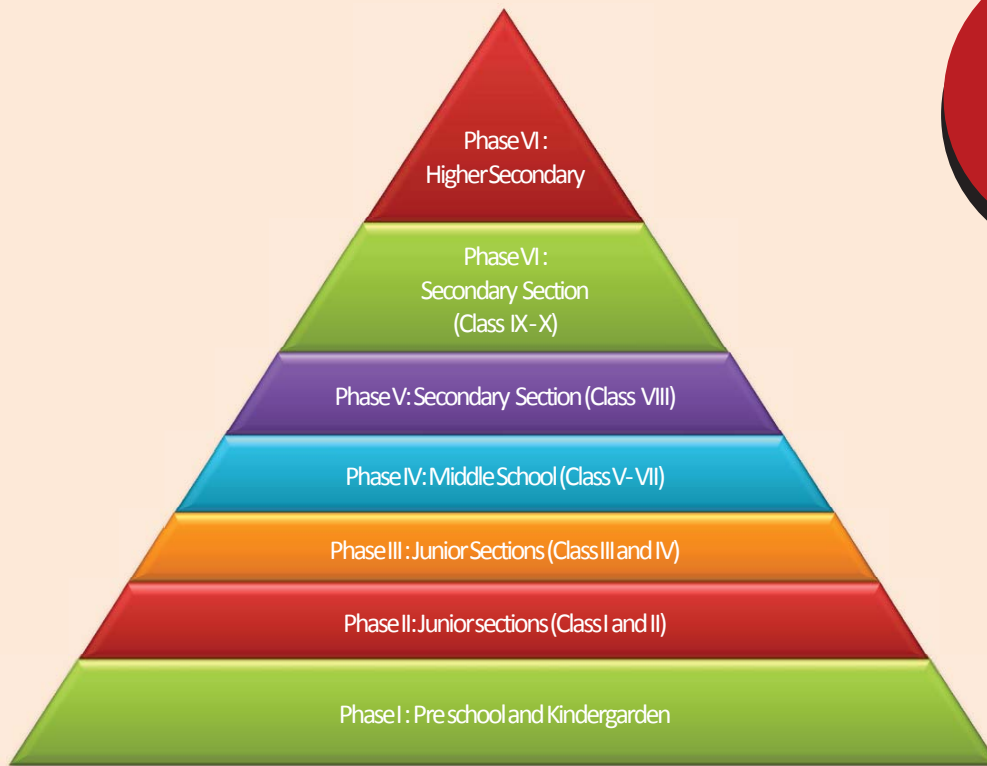 Phase VI :
Higher Secondary
Phase VI :
Secondary Section
(Class IX - X)
Phase V: Secondary Section (Class VIII)
Phase IV: Middle School (Class V - VII)
Phase III : Junior Sections (Class III and IV)
Phase II: Junior sections (Class I and II)
Phase I : Pre school and Kindergarden